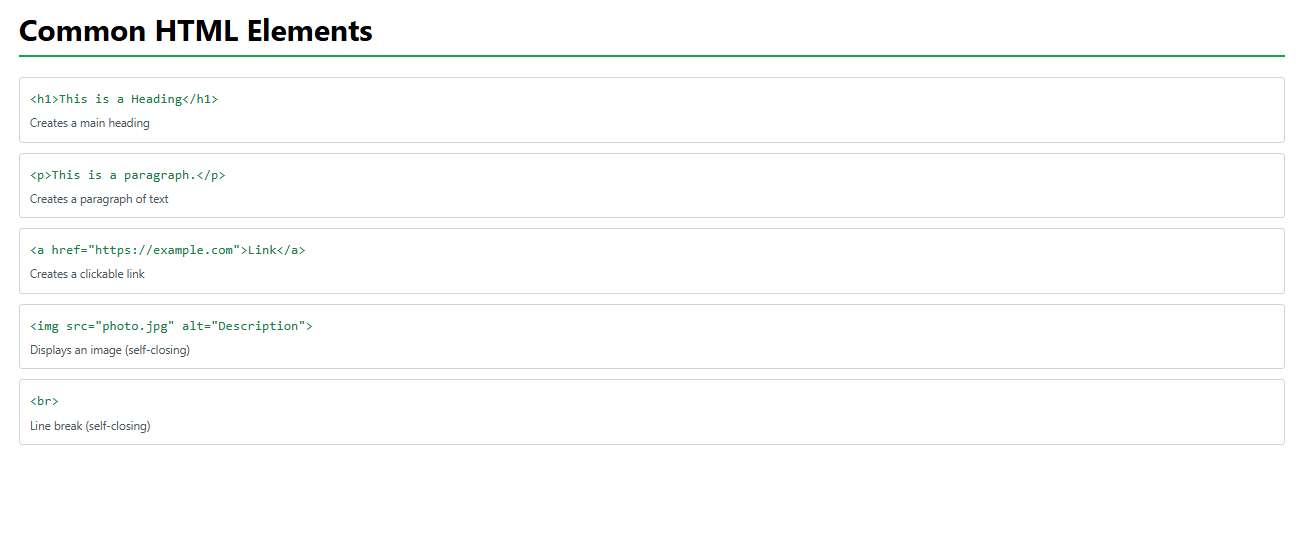 Common HTML Elements
<h1>This is a Heading</h1>
Creates a main heading
<p>This is a paragraph.</p>
Creates a paragraph of text
<a href="https://example.com">Link</a>
Creates a clickable link
<img src="photo.jpg" alt="Description">
Displays an image (self-closing)
<br>
Line break (self-closing)